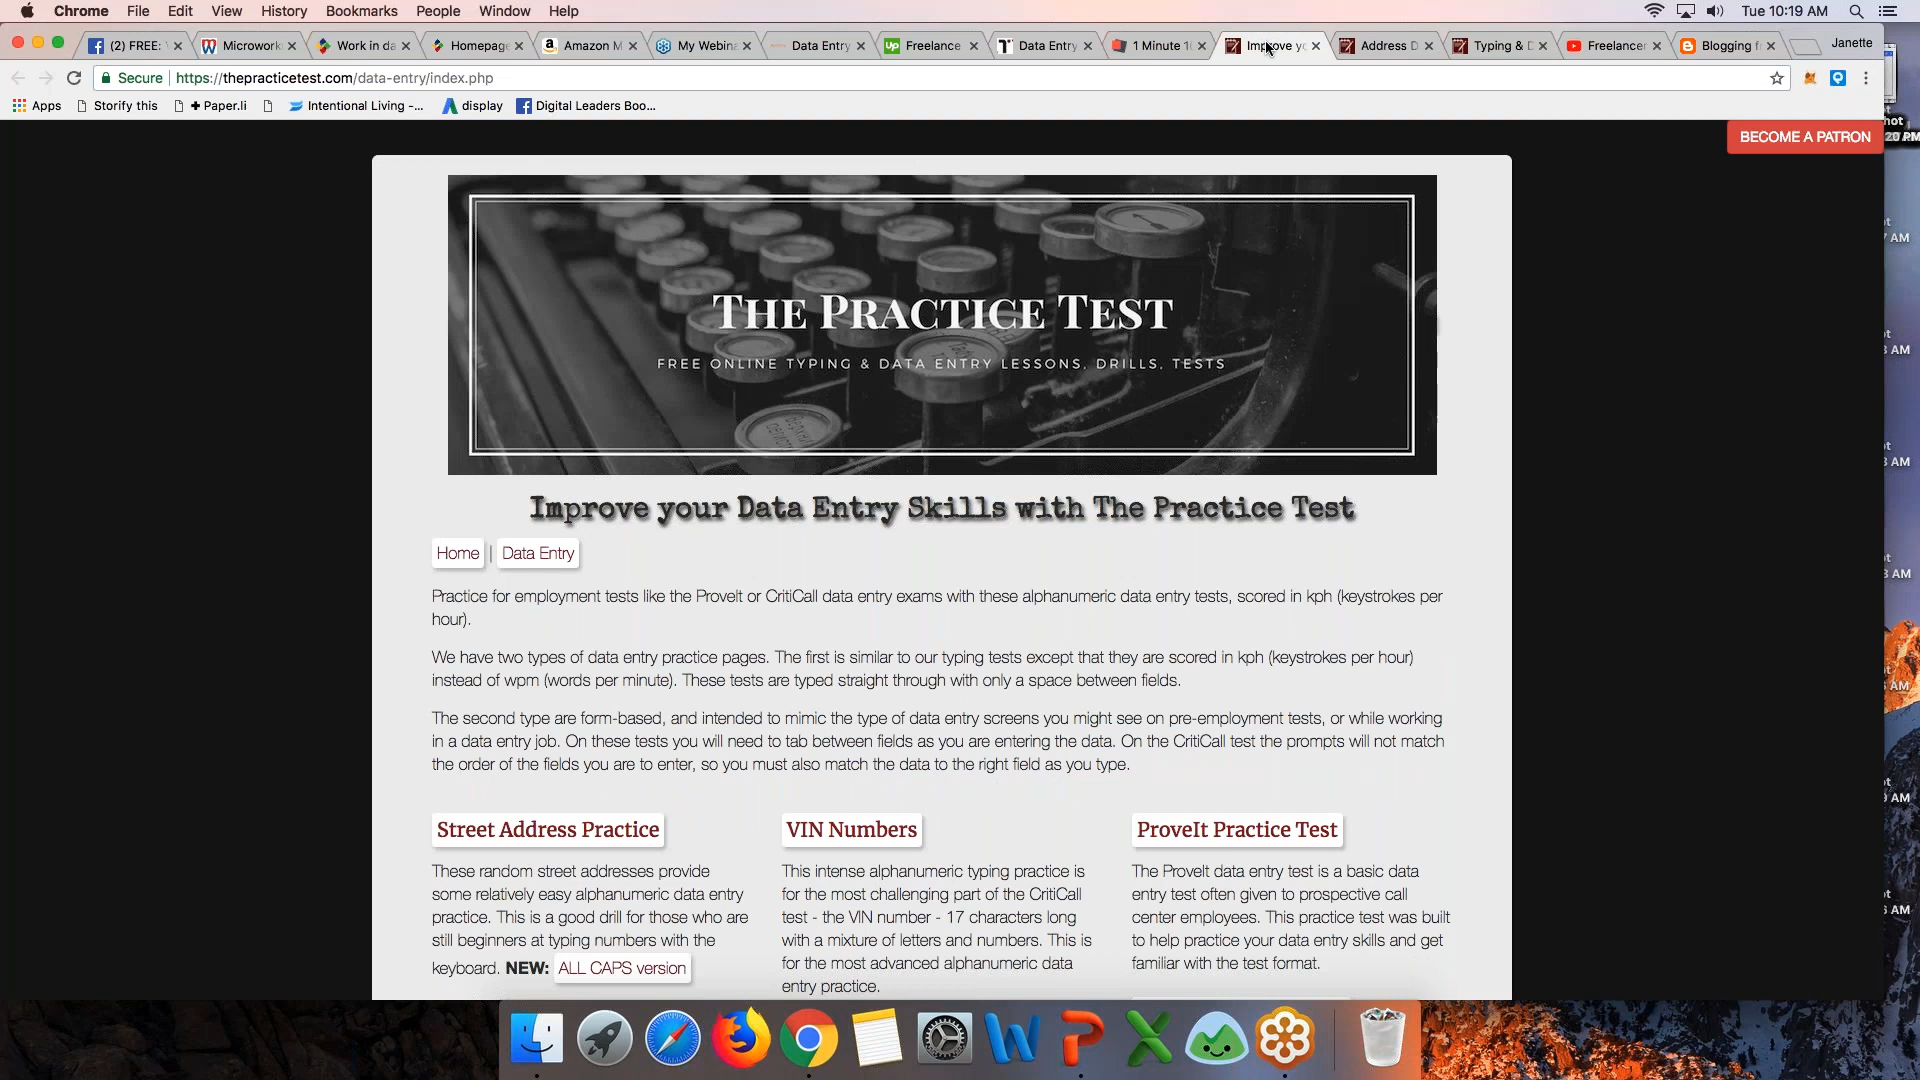 Chrome File Edit View History Bookmarks People Window Help Tue 10:19 AM
(2) FREE: Microwork Work in da Homepage Amazon M My Webina Data Entry Freelance Data Entry 1 Minute 10 Improve yo Address D Typing & D Freelancer Blogging f Janette
Secure https://thepracticetest.com/data-entry/index.php
Apps Storify this + Paper.li Intentional Living -... display Digital Leaders Boo...
BECOME A PATRON
THE PRACTICE TEST
FREE ONLINE TYPING & DATA ENTRY LESSONS, DRILLS, TESTS
Improve your Data Entry Skills with The Practice Test
Home | Data Entry
Practice for employment tests like the ProveIt or CritiCall data entry exams with these alphanumeric data entry tests, scored in kph (keystrokes per
hour).
We have two types of data entry practice pages. The first is similar to our typing tests except that they are scored in kph (keystrokes per hour)
instead of wpm (words per minute). These tests are typed straight through with only a space between fields.
The second type are form-based, and intended to mimic the type of data entry screens you might see on pre-employment tests, or while working
in a data entry job. On these tests you will need to tab between fields as you are entering the data. On the CritiCall test the prompts will not match
the order of the fields you are to enter, so you must also match the data to the right field as you type.
Street Address Practice
These random street addresses provide
some relatively easy alphanumeric data entry
practice. This is a good drill for those who are
still beginners at typing numbers with the
keyboard. NEW: ALL CAPS version
VIN Numbers
This intense alphanumeric typing practice is
for the most challenging part of the CritiCall
test - the VIN number - 17 characters long
with a mixture of letters and numbers. This is
for the most advanced alphanumeric data
entry practice.
ProveIt Practice Test
The ProveIt data entry test is a basic data
entry test often given to prospective call
center employees. This practice test was built
to help practice your data entry skills and get
familiar with the test format.